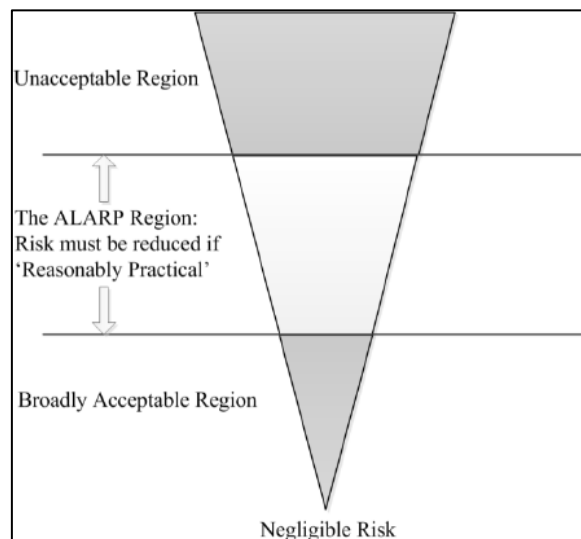 Unacceptable Region
The ALARP Region:
Risk must be reduced if
‘Reasonably Practical’
Broadly Acceptable Region
Negligible Risk